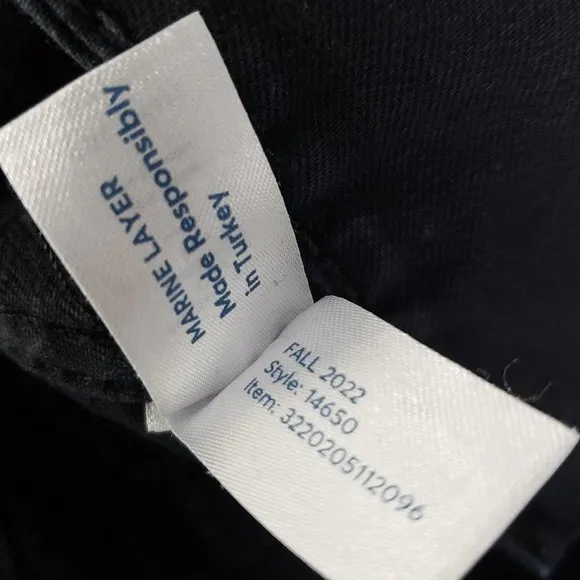 MARINE LAYER
Made Responsibly
in Turkey
FALL 2022
Style: 14650
Item: 3220205112096